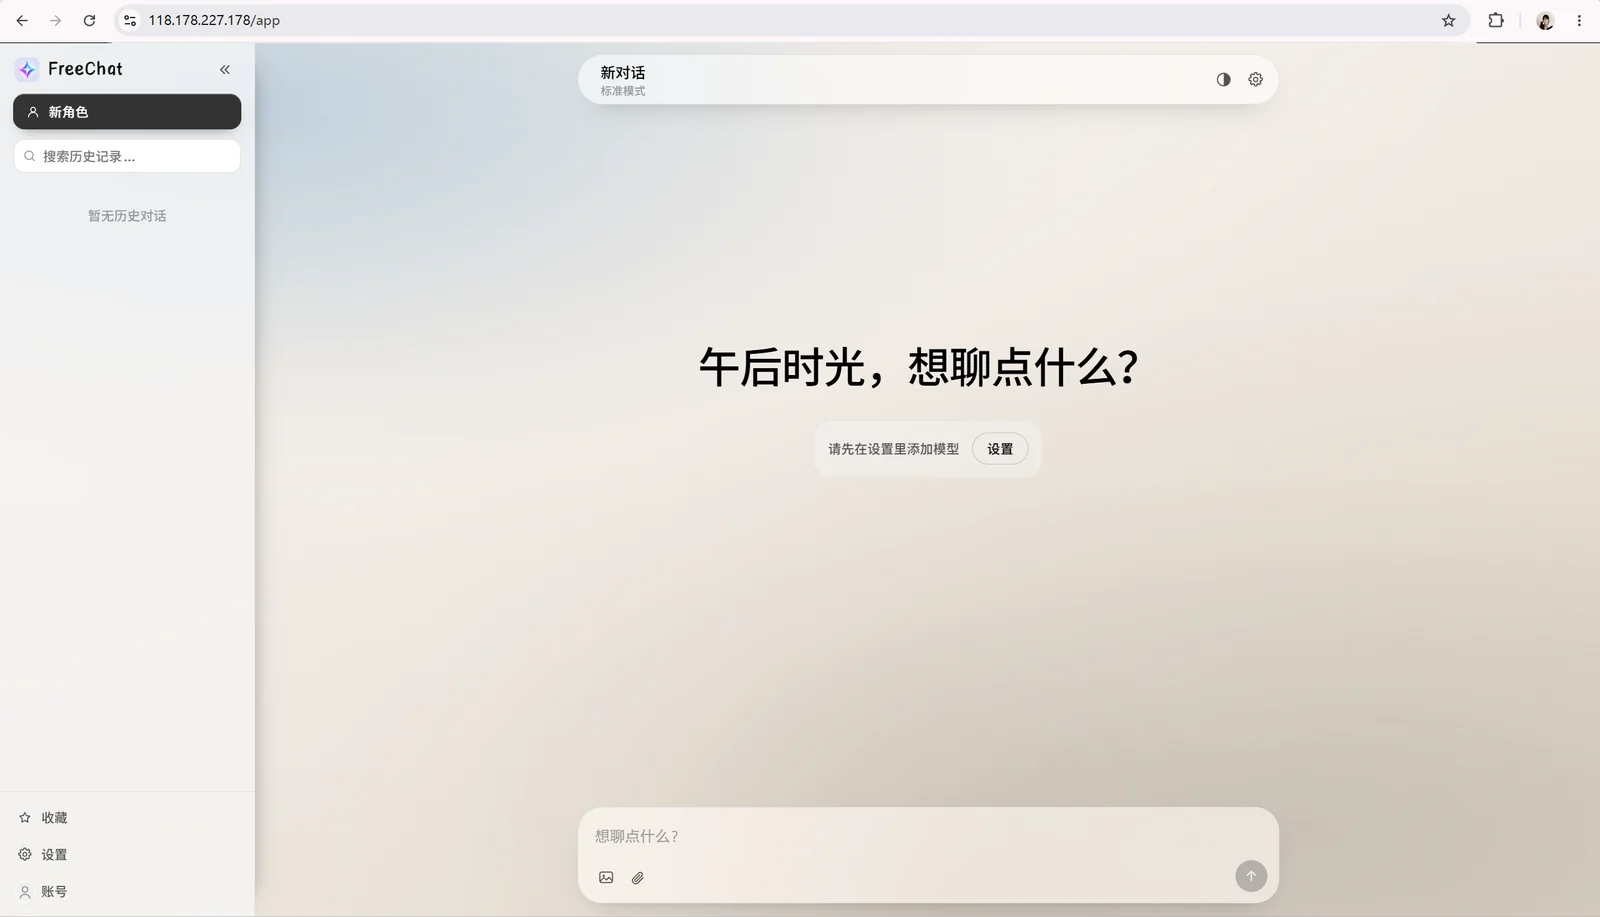 118.178.227.178/app
FreeChat
新角色
搜索历史记录...
暂无历史对话
收藏
设置
账号
新对话
标准模式
午后时光，想聊点什么？
请先在设置里添加模型
设置
想聊点什么？